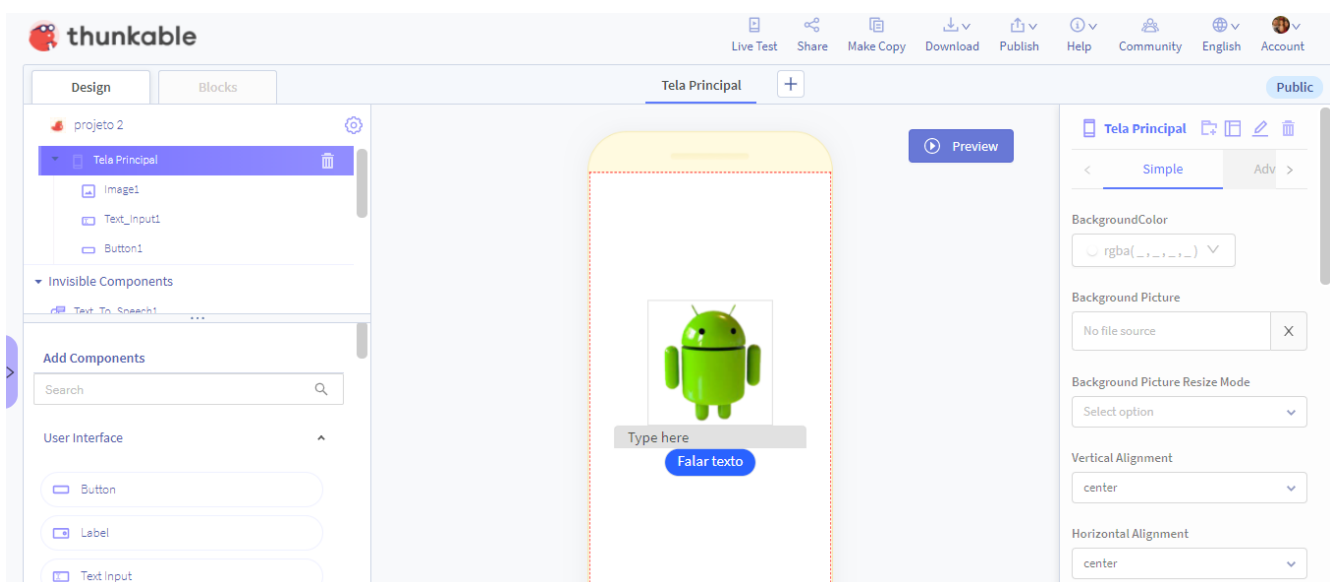 thunkable
Live Test Share Make Copy Download Publish Help Community English Account
Design Blocks
Tela Principal +
Public
projeto 2
Tela Principal
Image1
Text_Input1
Button1
Invisible Components
Text_To_Speech1
Add Components
Search
User Interface
Button
Label
Text Input
Preview
Type here
Falar texto
Tela Principal
Simple Adv
BackgroundColor
rgba(_,_,_,_)
Background Picture
No file source X
Background Picture Resize Mode
Select option
Vertical Alignment
center
Horizontal Alignment
center